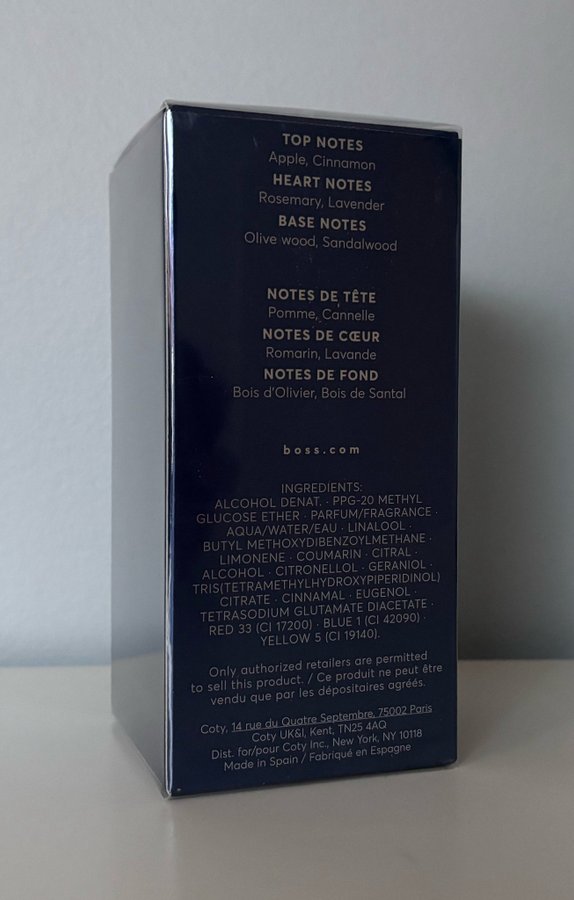 TOP NOTES
Apple, Cinnamon
HEART NOTES
Rosemary, Lavender
BASE NOTES
Olive wood, Sandalwood
NOTES DE TÊTE
Pomme, Cannelle
NOTES DE CŒUR
Romarin, Lavande
NOTES DE FOND
Bois d'Olivier, Bois de Santal
boss.com
INGREDIENTS:
ALCOHOL DENAT. · PPG-20 METHYL
GLUCOSE ETHER · PARFUM/FRAGRANCE ·
AQUA/WATER/EAU · LINALOOL ·
BUTYL METHOXYDIBENZOYLMETHANE ·
LIMONENE · COUMARIN · CITRAL ·
ALCOHOL · CITRONELLOL · GERANIOL ·
TRIS(TETRAMETHYLHYDROXYPIPERIDINOL)
CITRATE · CINNAMAL · EUGENOL ·
TETRASODIUM GLUTAMATE DIACETATE ·
RED 33 (CI 17200) · BLUE 1 (CI 42090) ·
YELLOW 5 (CI 19140).
Only authorized retailers are permitted
to sell this product. / Ce produit ne peut être
vendu que par les dépositaires agréés.
Coty, 14 rue du Quatre Septembre, 75002 Paris
Coty UK&I, Kent, TN25 4AQ
Dist. for/pour Coty Inc., New York, NY 10118
Made in Spain / Fabriqué en Espagne